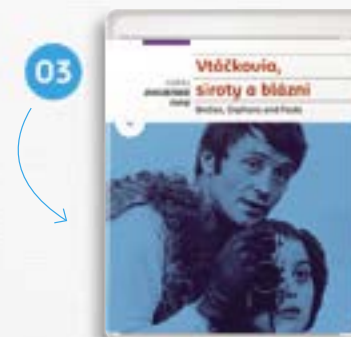 03
Vtáčkovia,
siroty a blázni
Birdies, Orphans and Fools